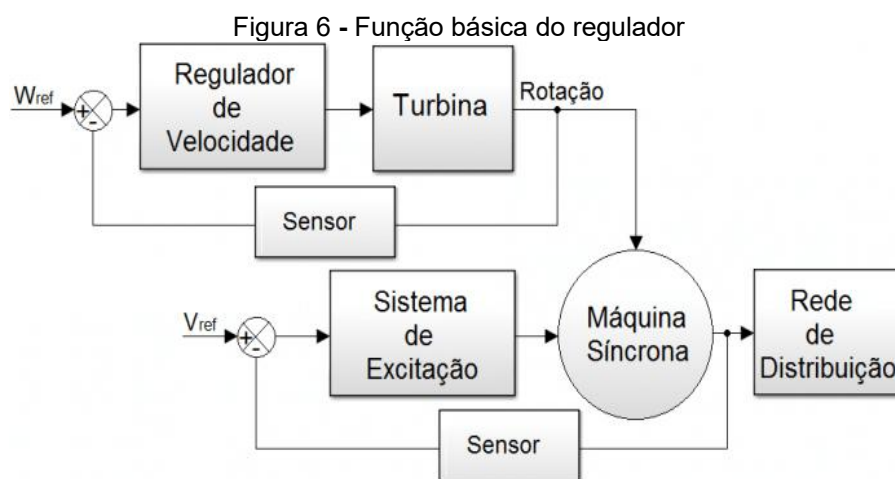 Figura 6 - Função básica do regulador
Wref
+
-
Regulador
de
Velocidade
Turbina
Rotação
Sensor
Vref
+
-
Sistema
de
Excitação
Máquina
Síncrona
Rede
de
Distribuição
Sensor